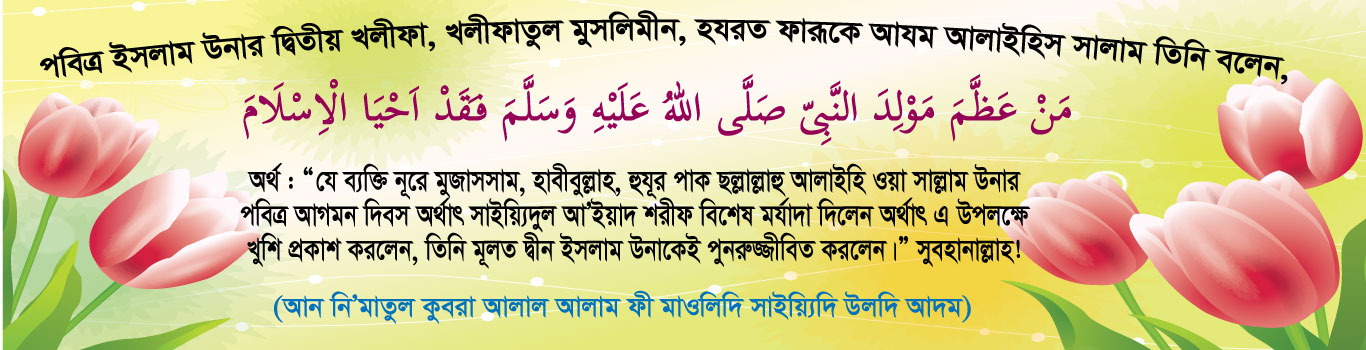 পবিত্র ইসলাম উনার দ্বিতীয় খলীফা, খলীফাতুল মুসলিমীন, হযরত ফারূকে আযম আলাইহিস সালাম তিনি বলেন,
مَنْ عَظَّمَ مَوْلِدَ النَّبِىِّ صَلَّى اللهُ عَلَيْهِ وَسَلَّمَ فَقَدْ اَحْيَا الْاِسْلَامَ
অর্থ : “যে ব্যক্তি নূরে মুজাসসাম, হাবীবুল্লাহ, হুযূর পাক ছল্লাল্লাহু আলাইহি ওয়া সাল্লাম উনার
পবিত্র আগমন দিবস অর্থাৎ সাইয়্যিদুল আ’ইয়াদ শরীফ বিশেষ মর্যাদা দিলেন অর্থাৎ এ উপলক্ষে
খুশি প্রকাশ করলেন, তিনি মূলত দ্বীন ইসলাম উনাকেই পুনরুজ্জীবিত করলেন।” সুবহানাল্লাহ!
(আন নি’মাতুল কুবরা আলাল আলাম ফী মাওলিদি সাইয়্যিদি উলদি আদম)